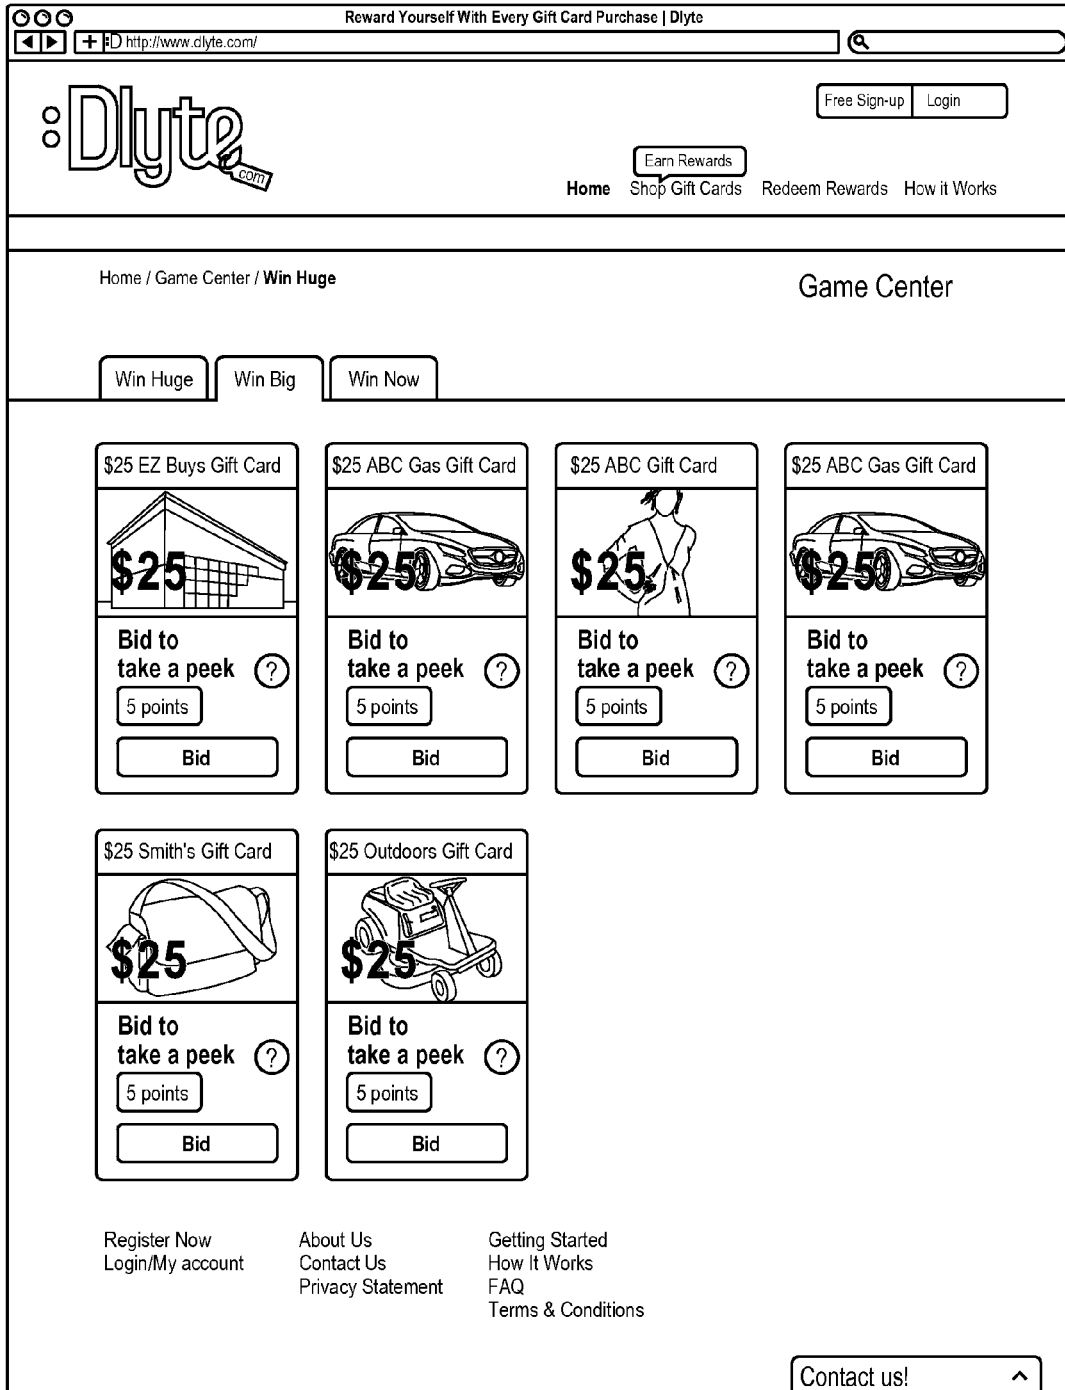 Reward Yourself With Every Gift Card Purchase | Dlyte
:D http://www.dlyte.com/
:Dlyte.com
Free Sign-up Login
Earn Rewards
Home Shop Gift Cards Redeem Rewards How it Works
Home / Game Center / Win Huge
Game Center
Win Huge Win Big Win Now
$25 EZ Buys Gift Card $25 ABC Gas Gift Card $25 ABC Gift Card $25 ABC Gas Gift Card
$25 $25 $25 $25
Bid to Bid to Bid to Bid to
take a peek ? take a peek ? take a peek ? take a peek ?
5 points 5 points 5 points 5 points
Bid Bid Bid Bid
$25 Smith's Gift Card $25 Outdoors Gift Card
$25 $25
Bid to Bid to
take a peek ? take a peek ?
5 points 5 points
Bid Bid
Register Now About Us Getting Started
Login/My account Contact Us How It Works
Privacy Statement FAQ
Terms & Conditions
Contact us!